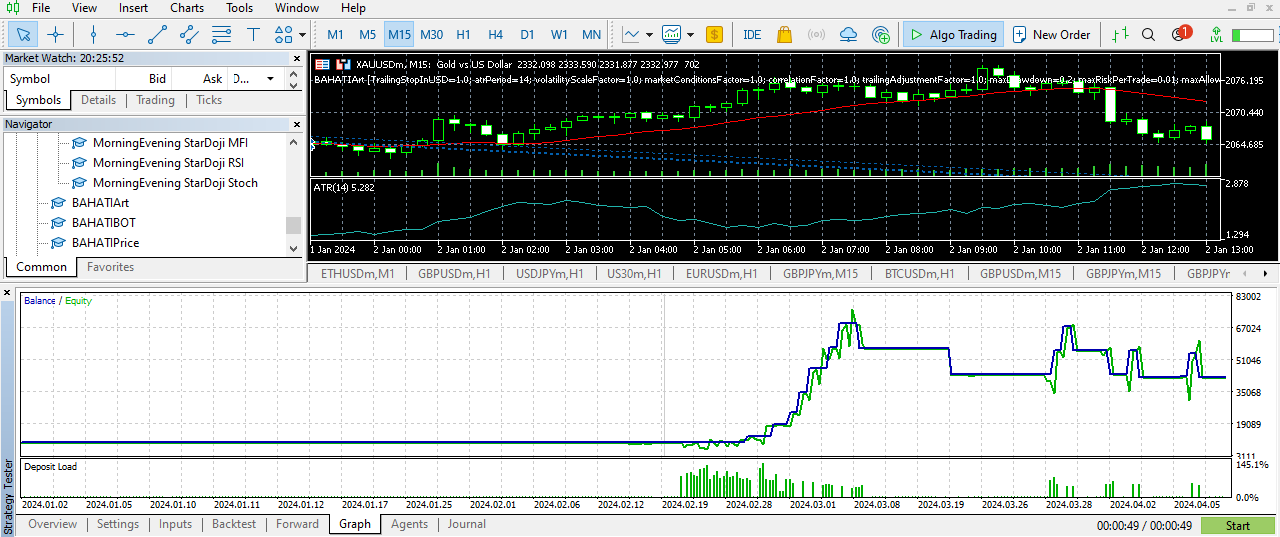 File View Insert Charts Tools Window Help
M1 M5 M15 M30 H1 H4 D1 W1 MN $ IDE Algo Trading New Order 1 LVL
Market Watch: 20:25:52
Symbol Bid Ask D...
Symbols Details Trading Ticks
Navigator
MorningEvening StarDoji MFI
MorningEvening StarDoji RSI
MorningEvening StarDoji Stoch
BAHATIArt
BAHATIBOT
BAHATIPrice
Common Favorites
XAUUSDm, M15: Gold vs US Dollar 2332.098 2333.590 2331.877 2332.977 702
BAHATIArt [TrailingStopInUSD=1.0; atrPeriod=14; volatilityScaleFactor=1.0; marketConditionsFactor=1.0; correlationFactor=1.0; trailingAdjustmentFactor=1.0; maxDrawdown=0.2; maxRiskPerTrade=0.01; maxAllow
2076.195
2070.440
2064.685
ATR(14) 5.282
2.878
1.294
1 Jan 2024 2 Jan 00:00 2 Jan 01:00 2 Jan 02:00 2 Jan 03:00 2 Jan 04:00 2 Jan 05:00 2 Jan 06:00 2 Jan 07:00 2 Jan 08:00 2 Jan 09:00 2 Jan 10:00 2 Jan 11:00 2 Jan 12:00 2 Jan 13:00
ETHUSDm,M1 GBPUSDm,H1 USDJPYm,H1 US30m,H1 EURUSDm,H1 GBPJPYm,M15 BTCUSDm,H1 GBPUSDm,M15 GBPJPYm,M15 GBPJPYr
Strategy Tester
Balance / Equity
83002
67024
51046
35068
19089
3111
Deposit Load
145.1%
0.0%
2024.01.02 2024.01.05 2024.01.10 2024.01.12 2024.01.17 2024.01.23 2024.01.26 2024.01.31 2024.02.07 2024.02.12 2024.02.16 2024.02.23 2024.02.28 2024.03.01 2024.03.08 2024.03.19 2024.03.26 2024.03.28 2024.04.02 2024.04.05
Overview Settings Inputs Backtest Forward Graph Agents Journal
00:00:49 / 00:00:49 Start